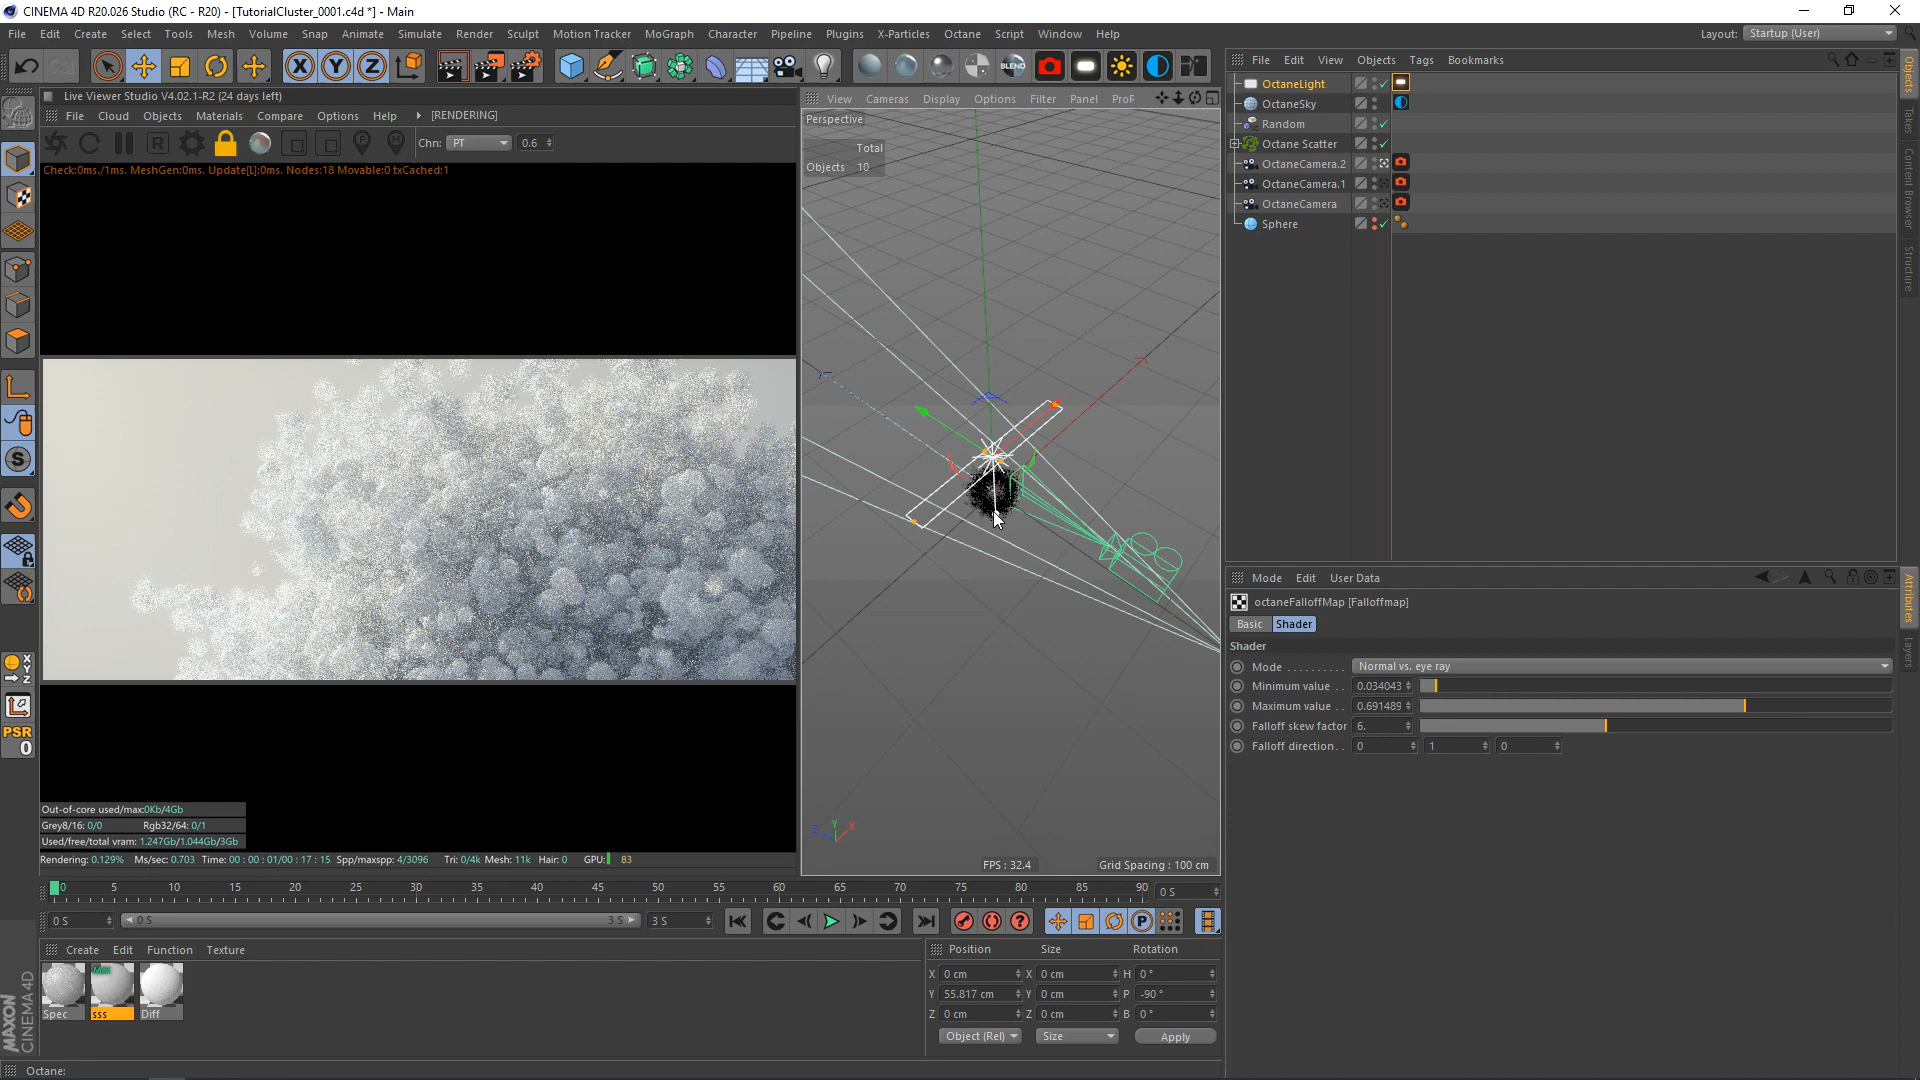 CINEMA 4D R20.026 Studio (RC - R20) - [TutorialCluster_0001.c4d *] - Main
File Edit Create Select Tools Mesh Volume Snap Animate Simulate Render Sculpt Motion Tracker MoGraph Character Pipeline Plugins X-Particles Octane Script Window Help
Layout: Startup (User)
BLEND
Live Viewer Studio V4.02.1-R2 (24 days left)
File Cloud Objects Materials Compare Options Help [RENDERING]
Chn: PT 0.6
Check:0ms./1ms. MeshGen:0ms. Update[L]:0ms. Nodes:18 Movable:0 txCached:1
Out-of-core used/max:0Kb/4Gb
Grey8/16: 0/0 Rgb32/64: 0/1
Used/free/total vram: 1.247Gb/1.044Gb/3Gb
Rendering: 0.129% Ms/sec: 0.703 Time: 00 : 00 : 01/00 : 17 : 15 Spp/maxspp: 4/3096 Tri: 0/4k Mesh: 11k Hair: 0 GPU: 83
View Cameras Display Options Filter Panel ProR
Perspective
Total
Objects 10
Z Y X
FPS : 32.4
Grid Spacing : 100 cm
File Edit View Objects Tags Bookmarks
OctaneLight
OctaneSky
Random
Octane Scatter
OctaneCamera.2
OctaneCamera.1
OctaneCamera
Sphere
Objects
Takes
Content Browser
Structure
Mode Edit User Data
octaneFalloffMap [Falloffmap]
Basic Shader
Shader
Mode . . . . . . . . . . Normal vs. eye ray
Minimum value . . 0.034043
Maximum value . . 0.691489
Falloff skew factor 6.
Falloff direction. . 0 1 0
Attributes
Layers
PSR
0
0 5 10 15 20 25 30 35 40 45 50 55 60 65 70 75 80 85 90 0 S
0 S 0 S 3 S 3 S
Create Edit Function Texture
Spec
sss
Diff
Position Size Rotation
X 0 cm X 0 cm H 0 °
Y 55.817 cm Y 0 cm P -90 °
Z 0 cm Z 0 cm B 0 °
Object (Rel) Size Apply
MAXON
CINEMA 4D
Octane: